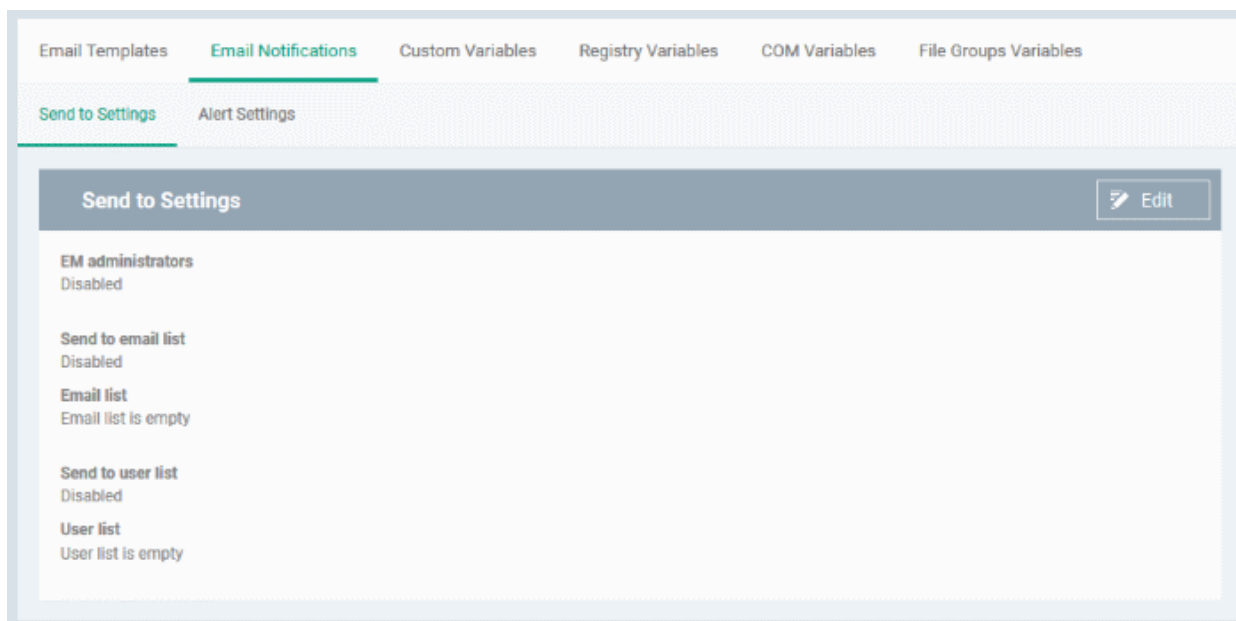 Email Templates Email Notifications Custom Variables Registry Variables COM Variables File Groups Variables
Send to Settings Alert Settings
Send to Settings Edit
EM administrators
Disabled
Send to email list
Disabled
Email list
Email list is empty
Send to user list
Disabled
User list
User list is empty